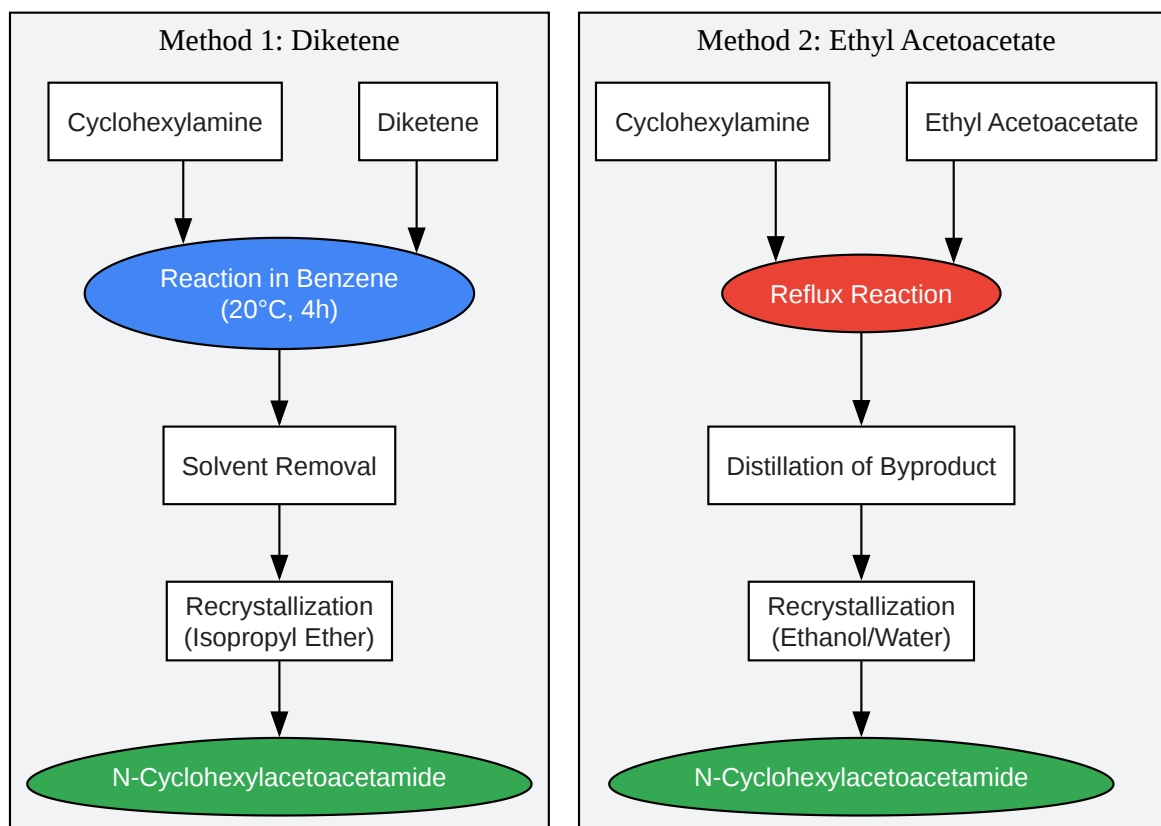 Method 1: Diketene
Cyclohexylamine
Diketene
Reaction in Benzene
(20°C, 4h)
Solvent Removal
Recrystallization
(Isopropyl Ether)
N-Cyclohexylacetoacetamide
Method 2: Ethyl Acetoacetate
Cyclohexylamine
Ethyl Acetoacetate
Reflux Reaction
Distillation of Byproduct
Recrystallization
(Ethanol/Water)
N-Cyclohexylacetoacetamide